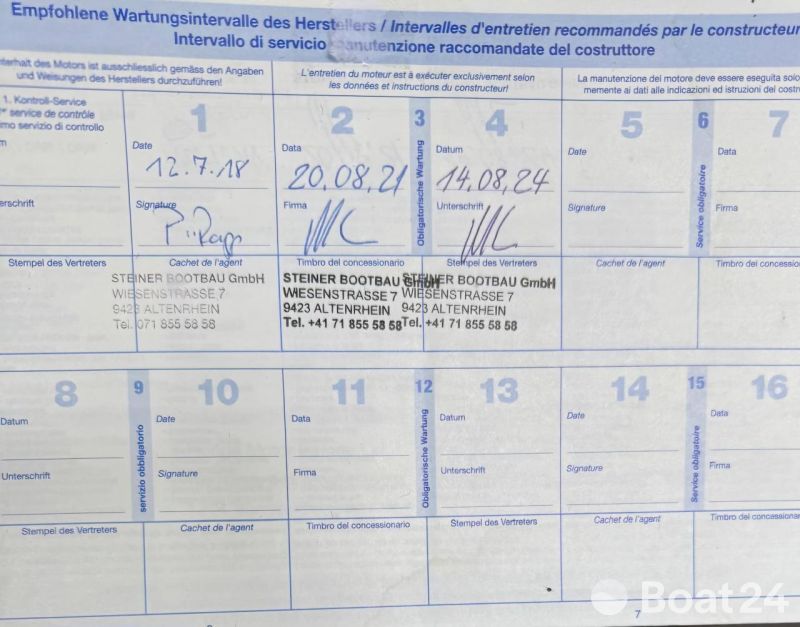 Empfohlene Wartungsintervalle des Herstellers / Intervalles d'entretien recommandés par le constructeur
Intervallo di servizio manutenzione raccomandate del costruttore
nterhalt des Motors ist ausschliesslich gemäss den Angaben
und Weisungen des Herstellers durchzuführen!
L'entretien du moteur est à exécuter exclusivement selon
les données et instructions du constructeur!
La manutenzione del motore deve essere eseguita solo
memente ai dati alle indicazioni ed istruzioni del costru
1. Kontroll-Service
service de contrôle
mo servizio di controllo
1 2 3 4 5 6 7
Date Data Datum Date Data
12.7.18 20.08.21 14.08.24
Obligatorische Wartung
Service obligatoire
erschrift Signature Firma Unterschrift Signature Firma
Stempel des Vertreters Cachet de l'agent Timbro del concessionario Stempel des Vertreters Cachet de l'agent Timbro del concessio
STEINER BOOTBAU GmbH
WIESENSTRASSE 7
9423 ALTENRHEIN
Tel. 071 855 58 58
STEINER BOOTBAU GmbH
WIESENSTRASSE 7
9423 ALTENRHEIN
Tel. +41 71 855 58 58
STEINER BOOTBAU GmbH
WIESENSTRASSE 7
9423 ALTENRHEIN
Tel. +41 71 855 58 58
8 9 10 11 12 13 14 15 16
Datum Date Data Datum Date Data
servizio obbligatorio
Obligatorische Wartung
Service obligatoire
Unterschrift Signature Firma Unterschrift Signature Firma
Stempel des Vertreters Cachet de l'agent Timbro del concessionario Stempel des Vertreters Cachet de l'agent Timbro del concessionar
7
Boat24